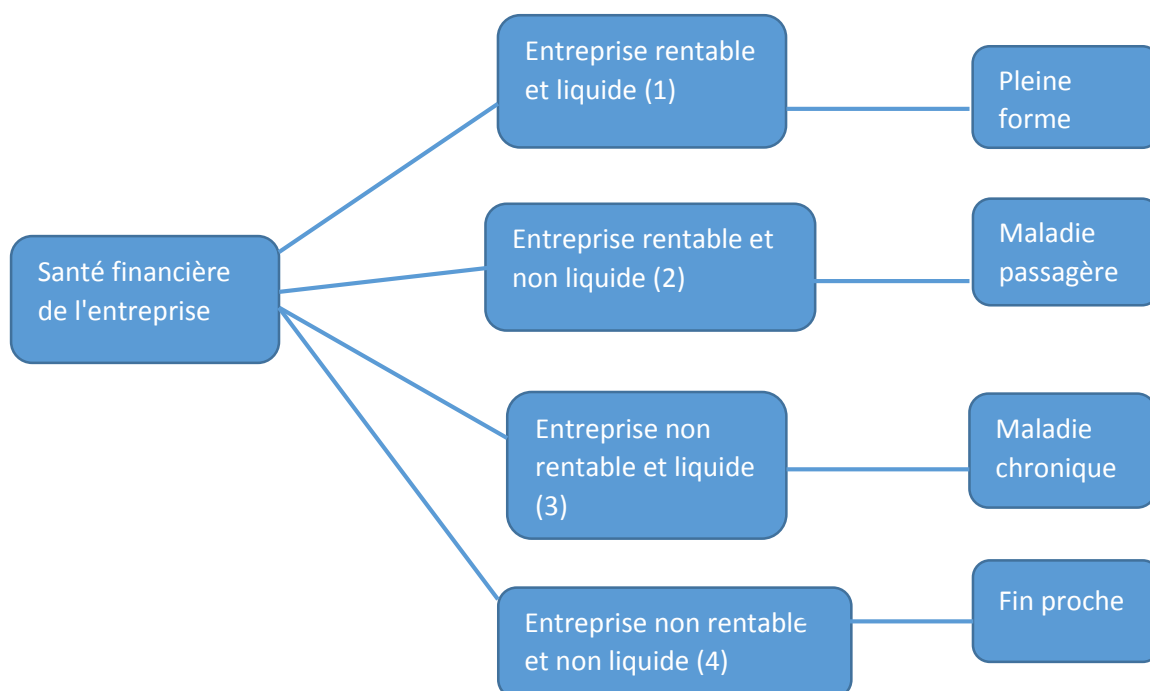 Santé financière
de l'entreprise
Entreprise rentable
et liquide (1)
Pleine
forme
Entreprise rentable et
non liquide (2)
Maladie
passagère
Entreprise non
rentable et liquide
(3)
Maladie
chronique
Entreprise non rentable
et non liquide (4)
Fin proche